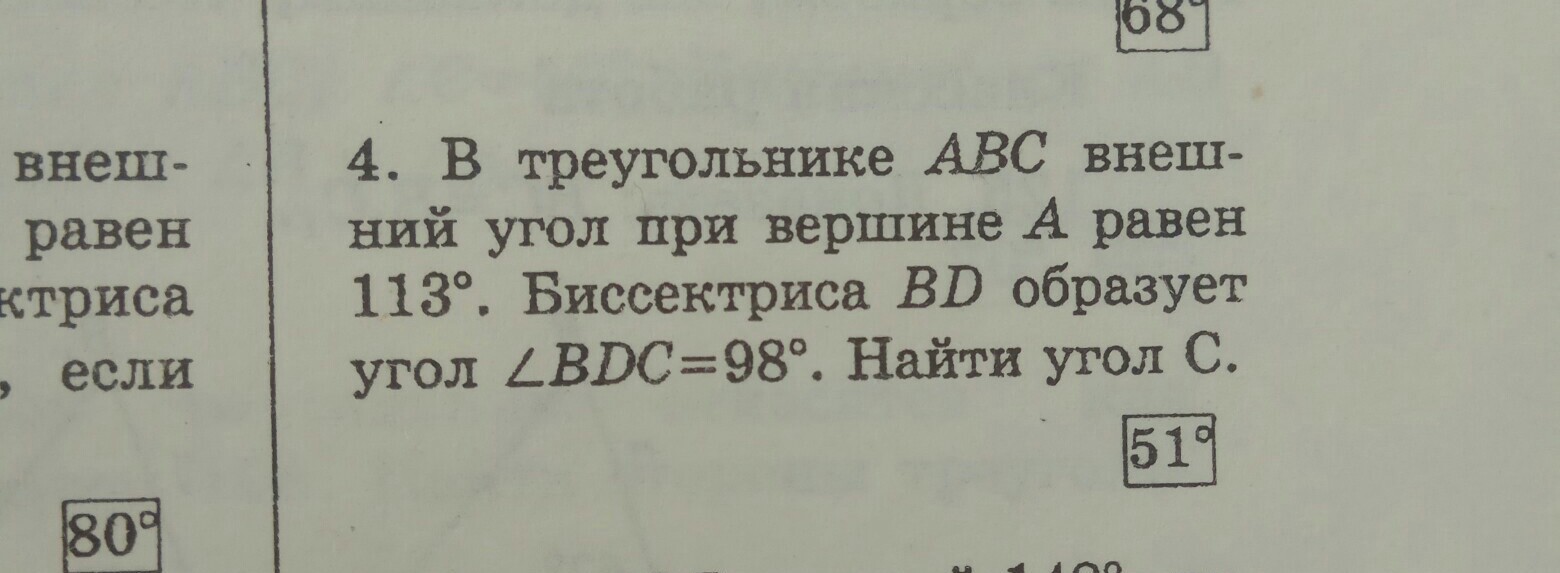 68°
внеш-
равен
ктриса
, если
80°
4. В треугольнике ABC внеш-
ний угол при вершине A равен
113°. Биссектриса BD образует
угол ∠BDC=98°. Найти угол С.
51°